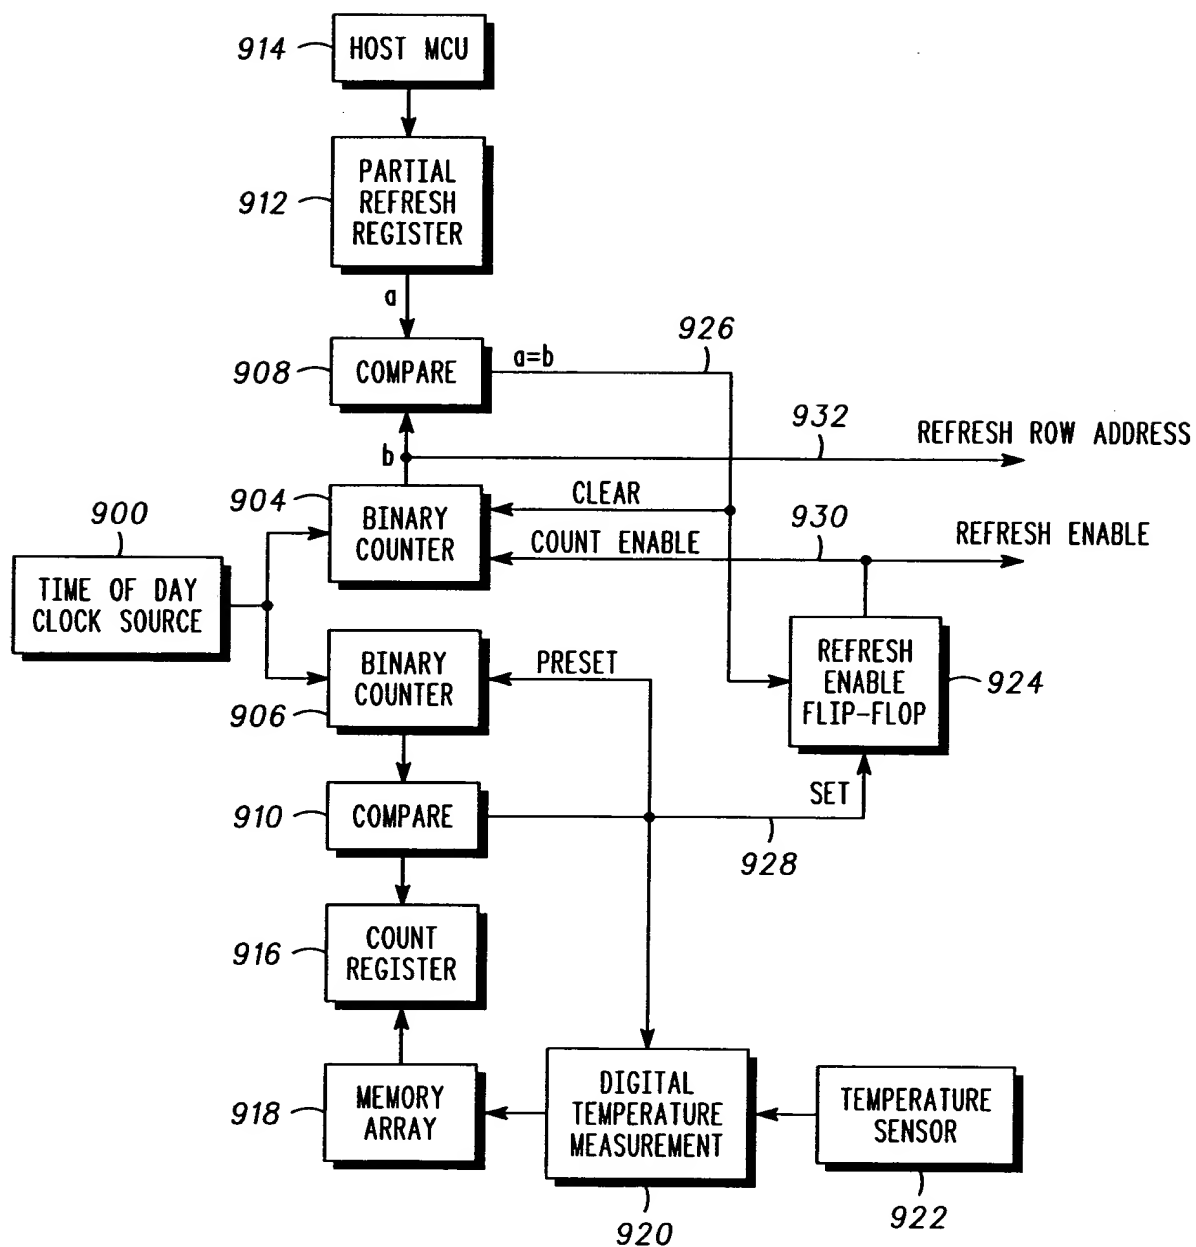 914
HOST MCU
912
PARTIAL
REFRESH
REGISTER
a
908
COMPARE
a=b
926
932
REFRESH ROW ADDRESS
b
904
BINARY
COUNTER
CLEAR
COUNT ENABLE
930
REFRESH ENABLE
900
TIME OF DAY
CLOCK SOURCE
906
BINARY
COUNTER
PRESET
REFRESH
ENABLE
FLIP-FLOP
924
910
COMPARE
SET
928
916
COUNT
REGISTER
918
MEMORY
ARRAY
DIGITAL
TEMPERATURE
MEASUREMENT
920
TEMPERATURE
SENSOR
922